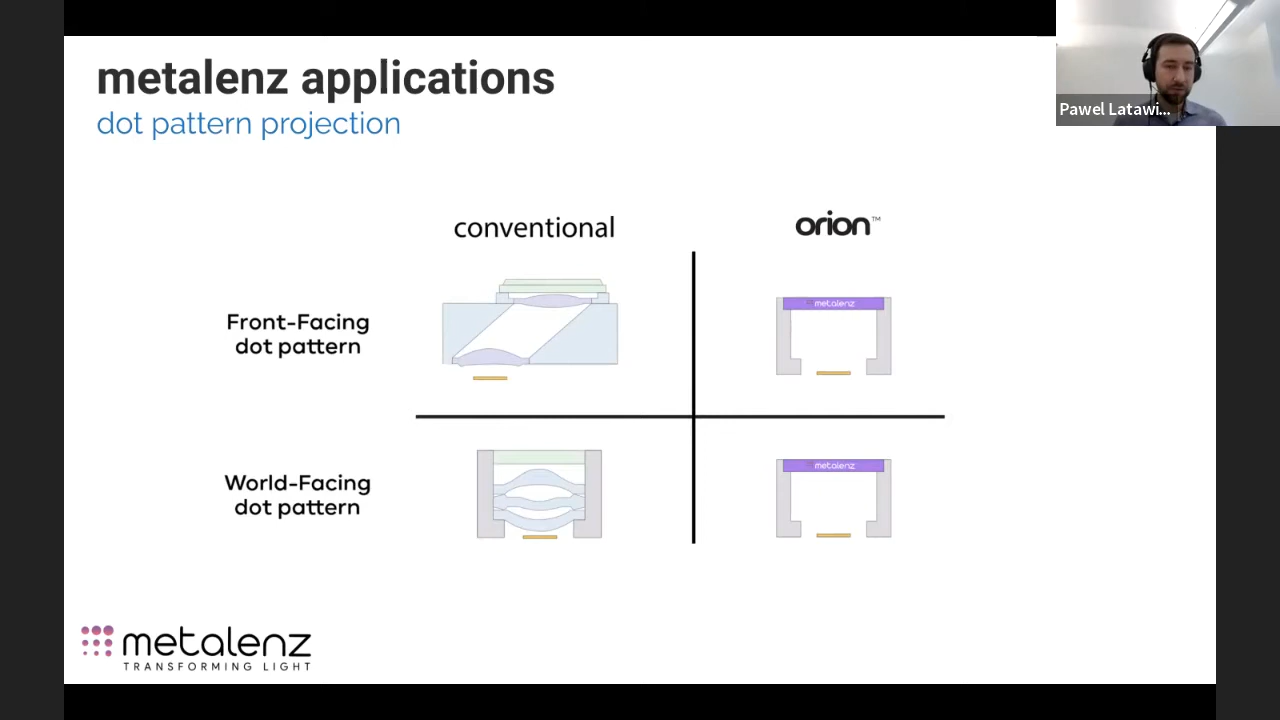 metalenz applications
dot pattern projection
Pawel Latawi...
conventional
orion™
Front-Facing
dot pattern
metalenz
World-Facing
dot pattern
metalenz
metalenz
TRANSFORMING LIGHT